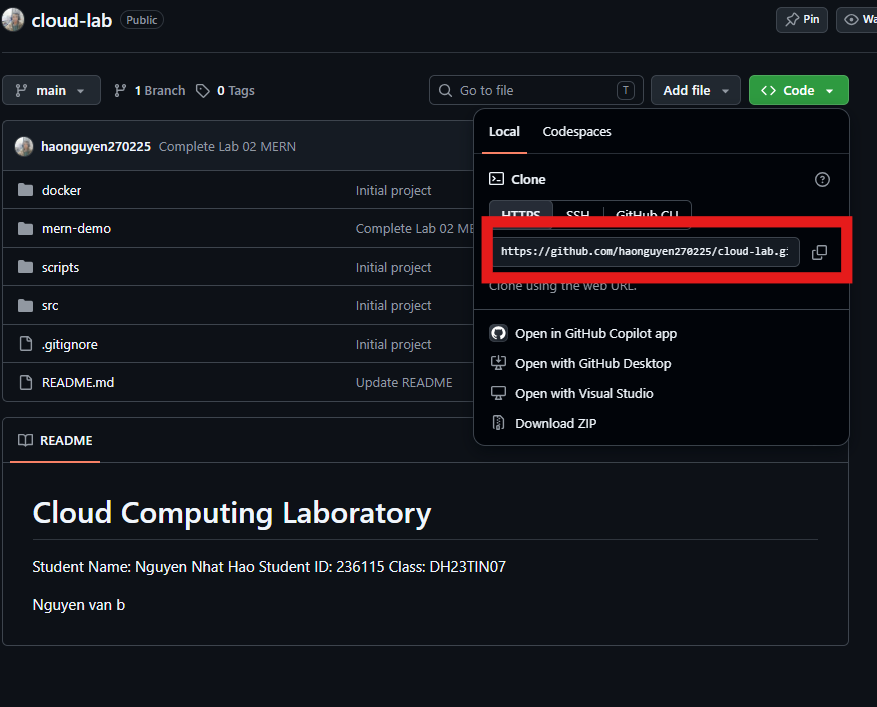 cloud-lab Public Pin
main 1 Branch 0 Tags Go to file T Add file Code
haonguyen270225 Complete Lab 02 MERN
docker Initial project
mern-demo Complete Lab 02 ME
scripts Initial project
src Initial project
.gitignore Initial project
README.md Update README
Local Codespaces
Clone
HTTPS SSH GitHub CLI
https://github.com/haonguyen270225/cloud-lab.gi
Clone using the web URL.
Open in GitHub Copilot app
Open with GitHub Desktop
Open with Visual Studio
Download ZIP
README
Cloud Computing Laboratory
Student Name: Nguyen Nhat Hao Student ID: 236115 Class: DH23TIN07
Nguyen van b